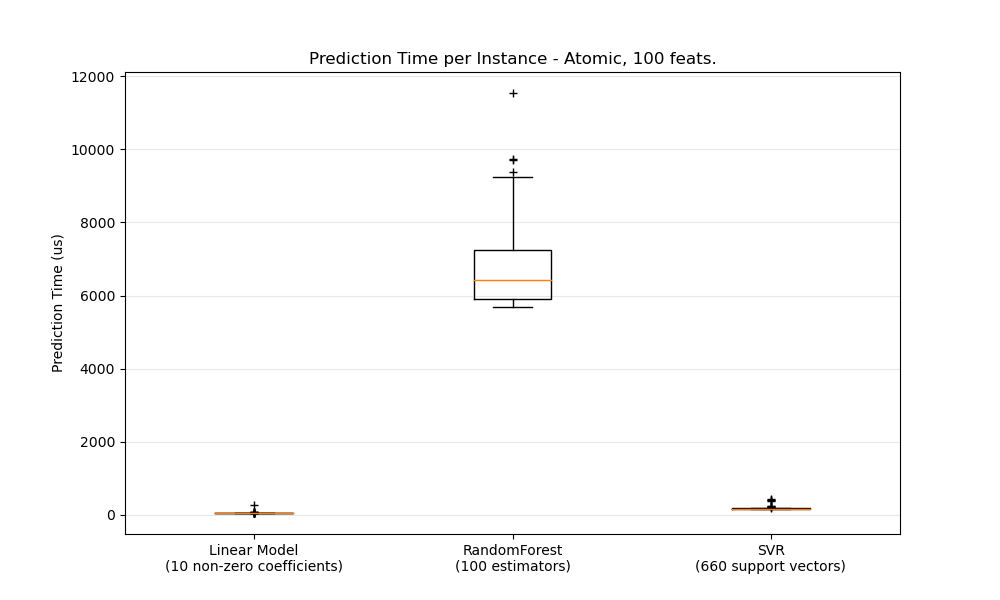 Prediction Time per Instance - Atomic, 100 feats.
12000
10000
8000
6000
4000
2000
0
Prediction Time (us)
Linear Model
(10 non-zero coefficients)
RandomForest
(100 estimators)
SVR
(660 support vectors)